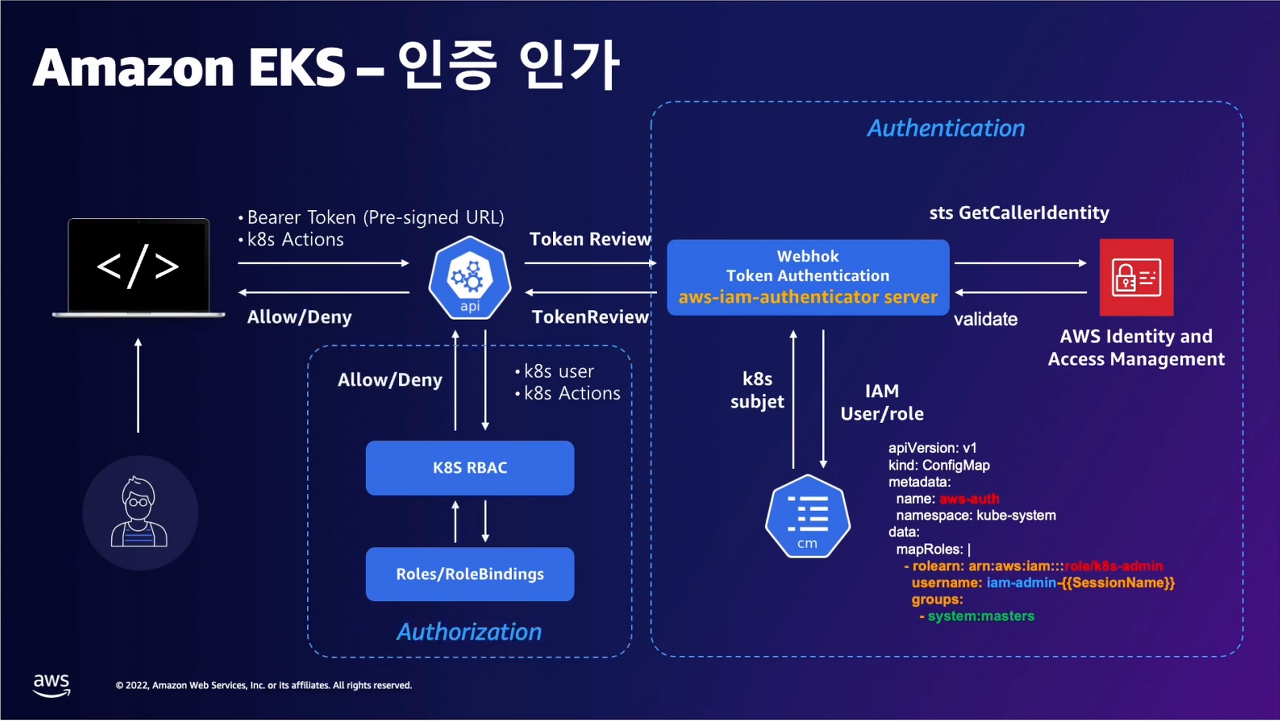 Amazon EKS – 인증 인가
Authentication
• Bearer Token (Pre-signed URL)
• k8s Actions
Token Review
sts GetCallerIdentity
</>
api
Webhok
Token Authentication
aws-iam-authenticator server
Allow/Deny
TokenReview
validate
AWS Identity and
Access Management
Allow/Deny
• k8s user
• k8s Actions
k8s
subjet
IAM
User/role
K8S RBAC
Roles/RoleBindings
Authorization
cm
apiVersion: v1
kind: ConfigMap
metadata:
name: aws-auth
namespace: kube-system
data:
mapRoles: |
- rolearn: arn:aws:iam:::role/k8s-admin
username: iam-admin-{{SessionName}}
groups:
- system:masters
aws
© 2022, Amazon Web Services, Inc. or its affiliates. All rights reserved.